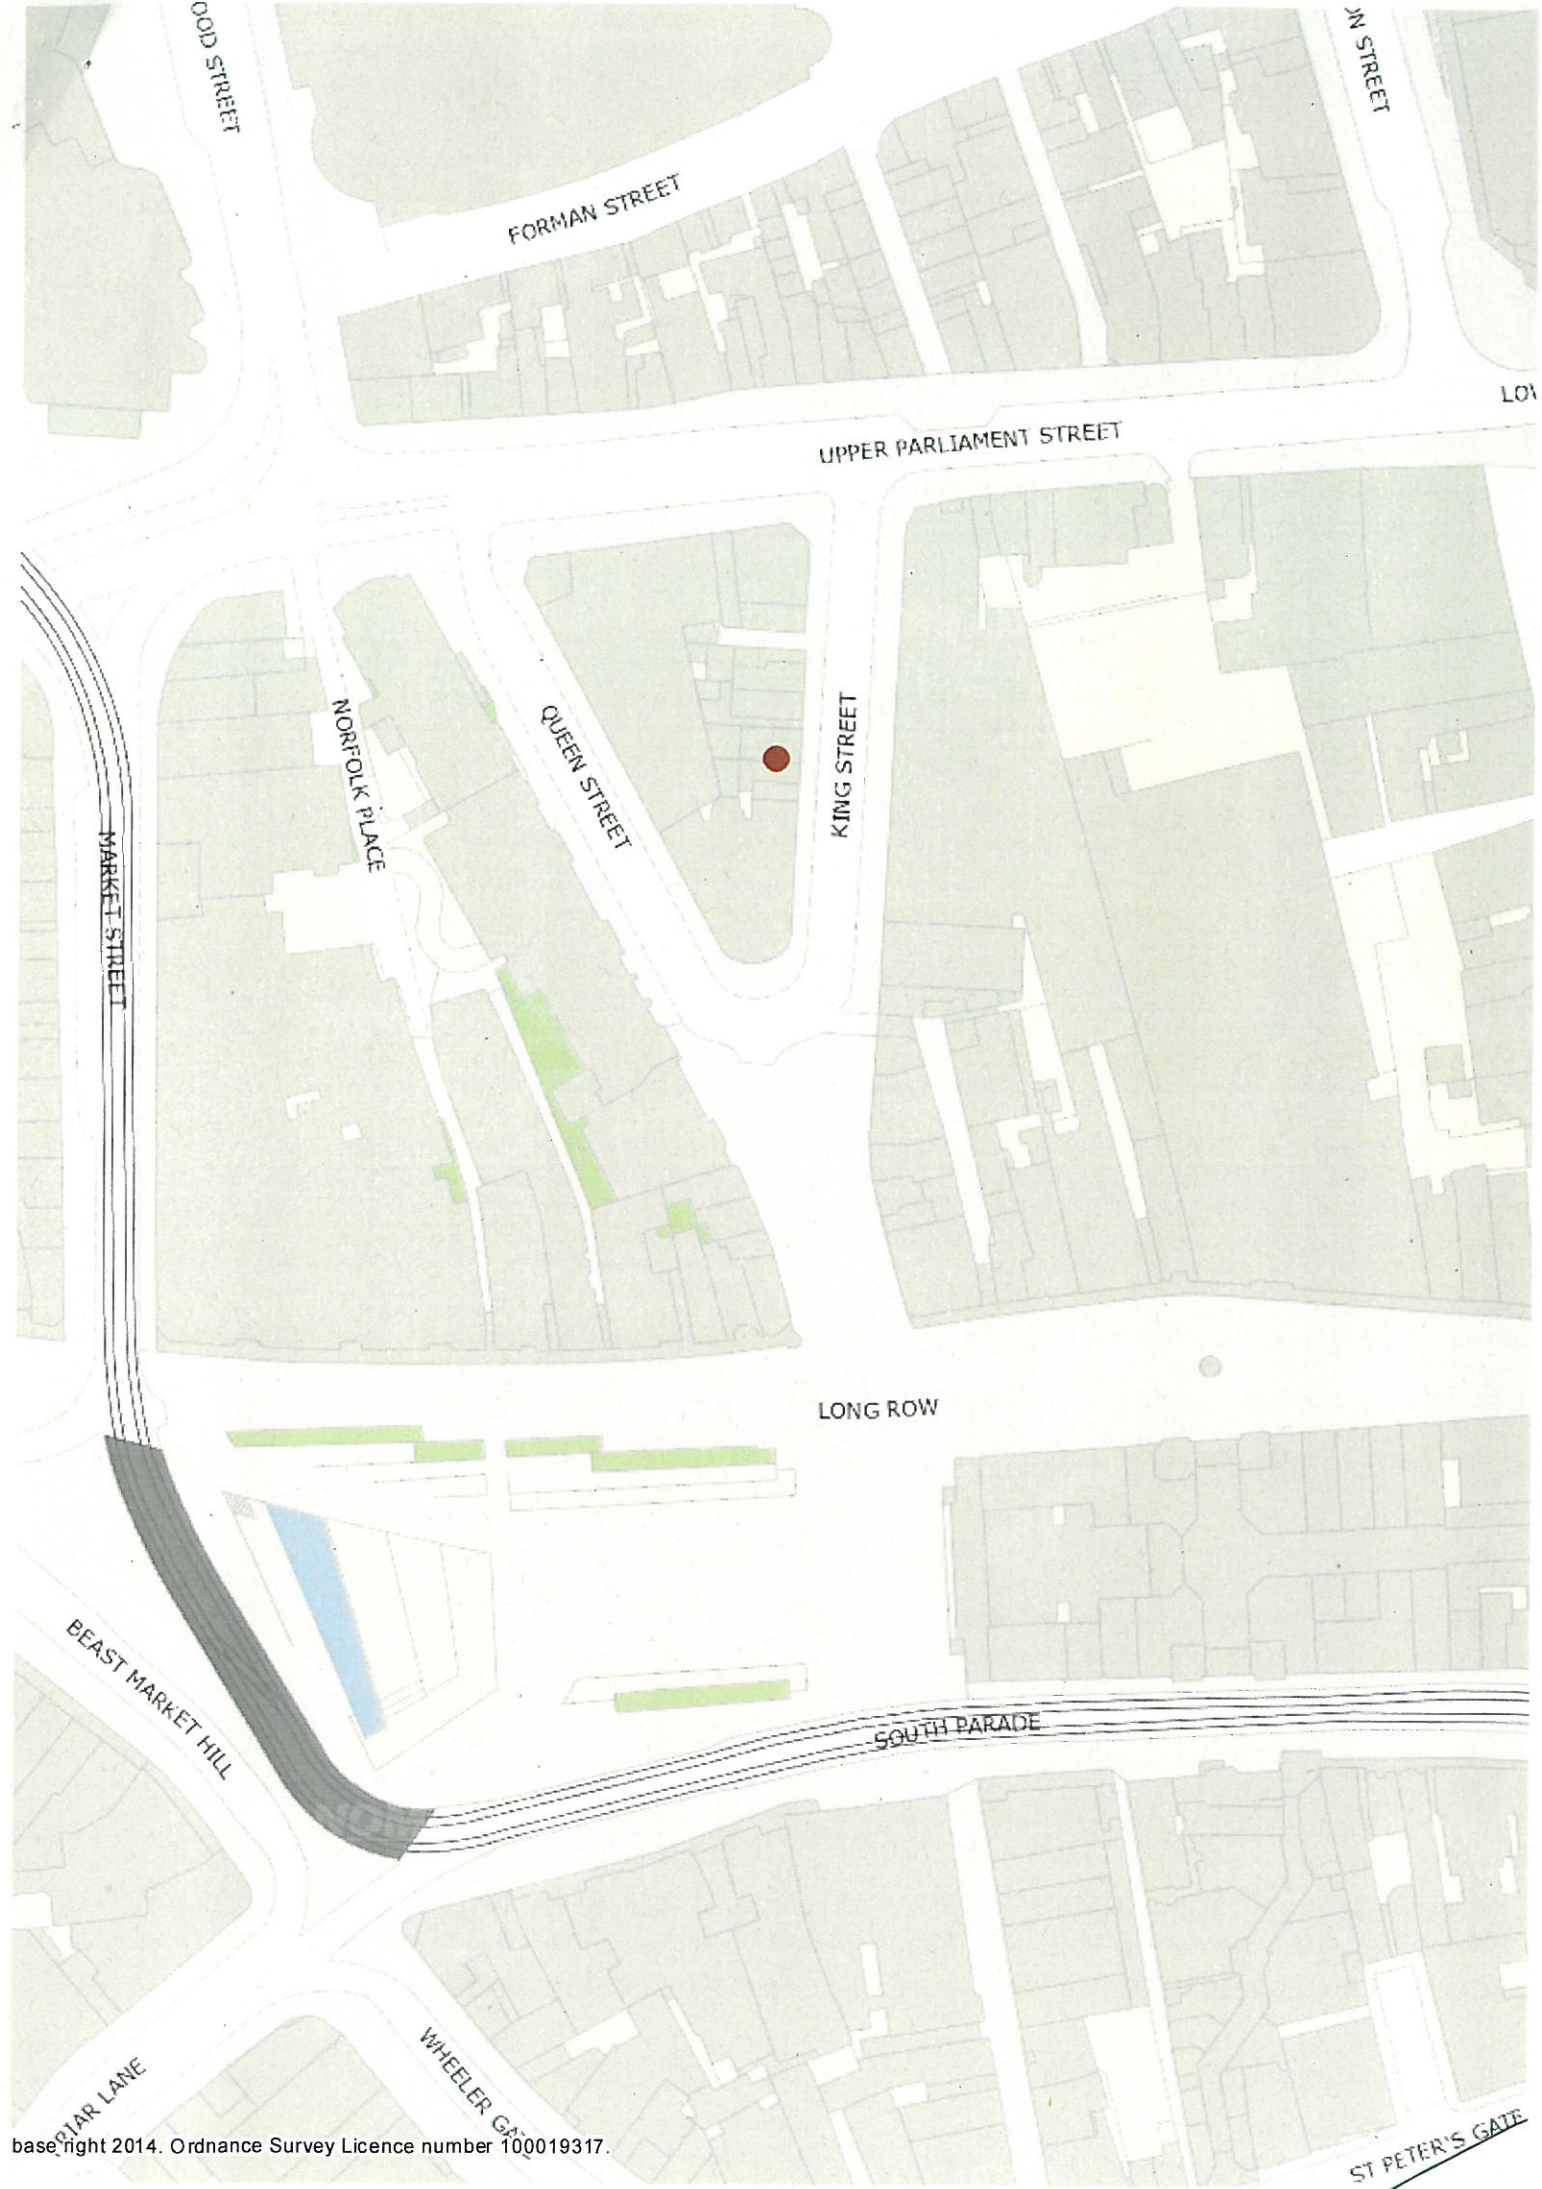 OOD STREET
ON STREET
FORMAN STREET
UPPER PARLIAMENT STREET
NORFOLK PLACE
QUEEN STREET
KING STREET
MARKET STREET
LONG ROW
BEAST MARKET HILL
SOUTH PARADE
WHEELER GA
RIAR LANE
base right 2014. Ordnance Survey Licence number 100019317.
ST PETER'S GATE